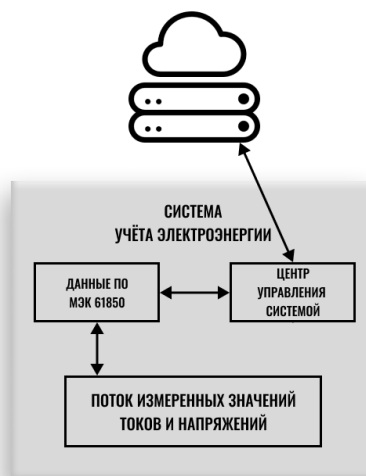 СИСТЕМА
УЧЁТА ЭЛЕКТРОЭНЕРГИИ
ДАННЫЕ ПО
МЭК 61850
ЦЕНТР
УПРАВЛЕНИЯ
СИСТЕМОЙ
ПОТОК ИЗМЕРЕННЫХ ЗНАЧЕНИЙ
ТОКОВ И НАПРЯЖЕНИЙ